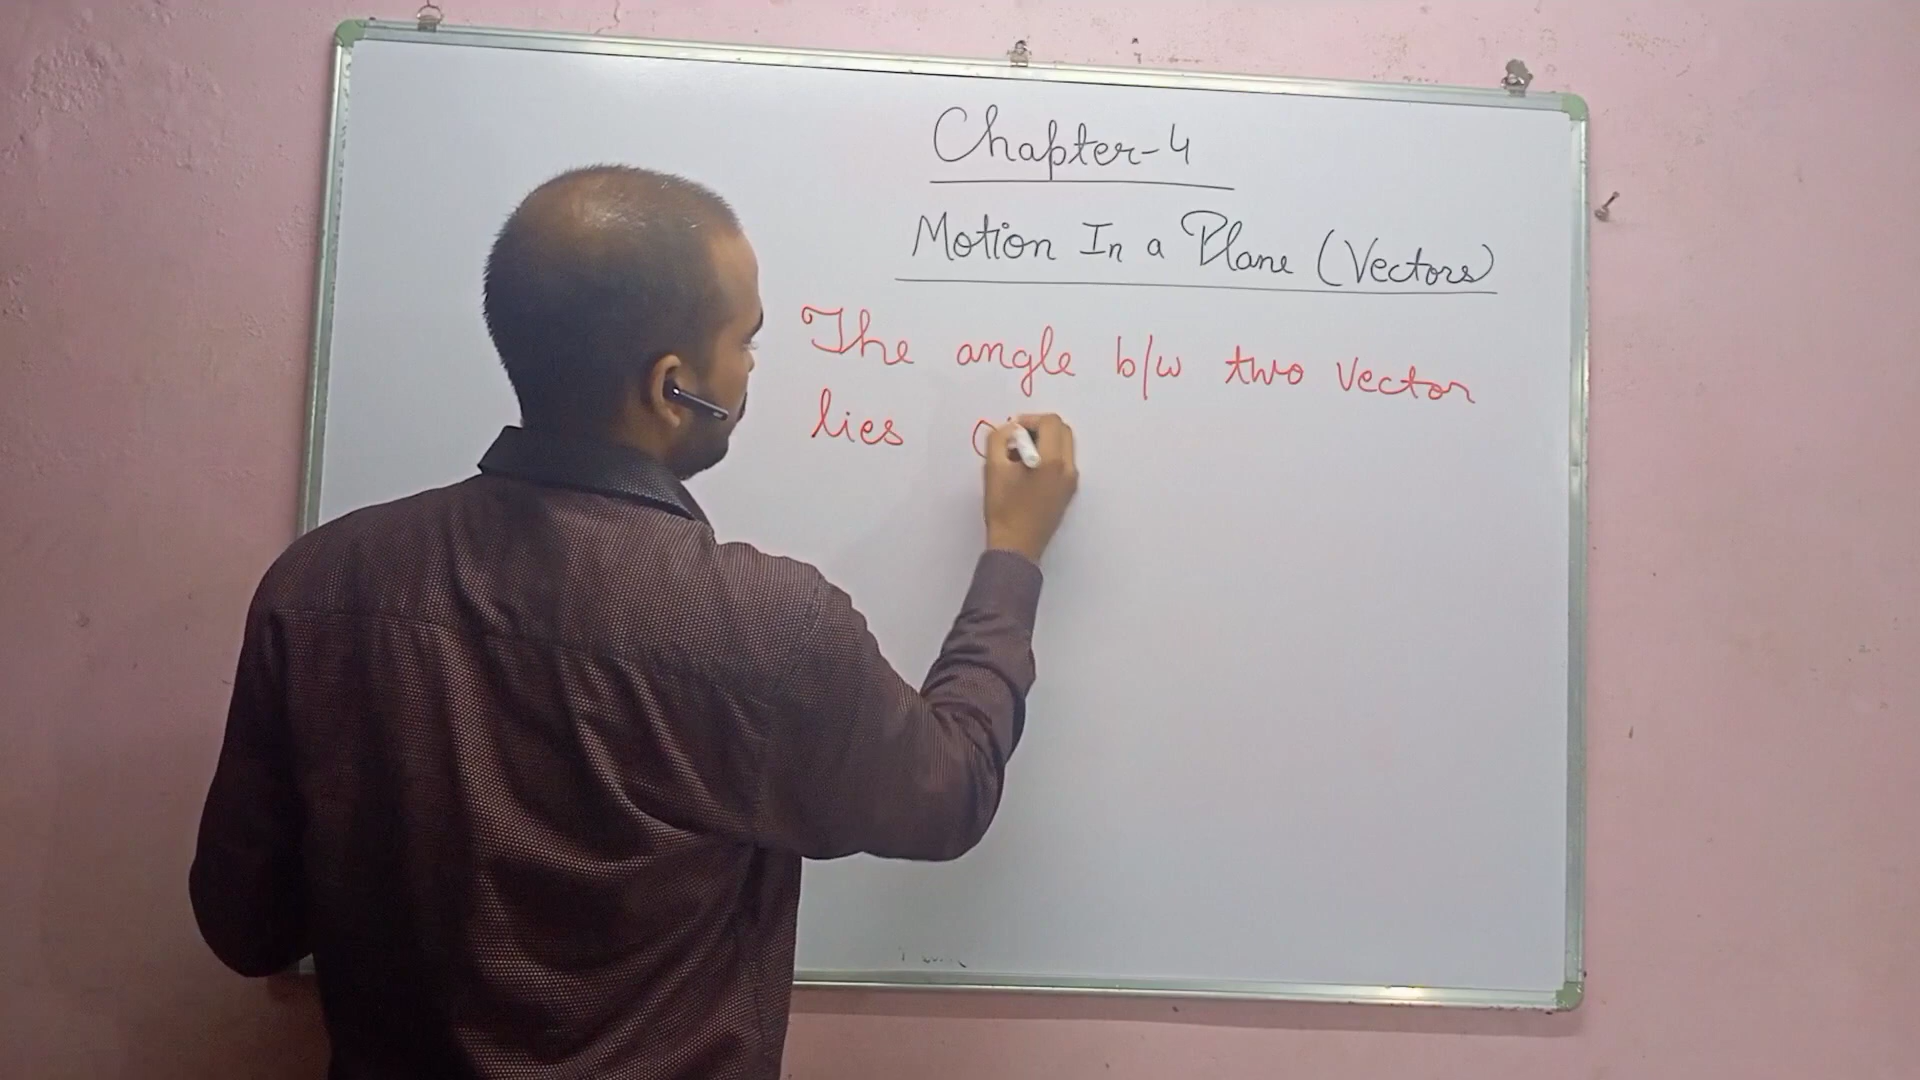 Chapter-4
Motion In a Plane (Vectors)
The angle b/w two Vector
lies